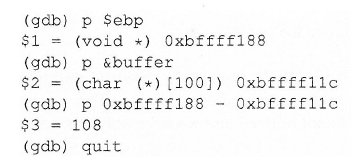 (gdb) p $ebp
$1 = (void *) 0xbffff188
(gdb) p &buffer
$2 = (char (*)[100]) 0xbffff11c
(gdb) p 0xbffff188 - 0xbffff11c
$3 = 108
(gdb) quit